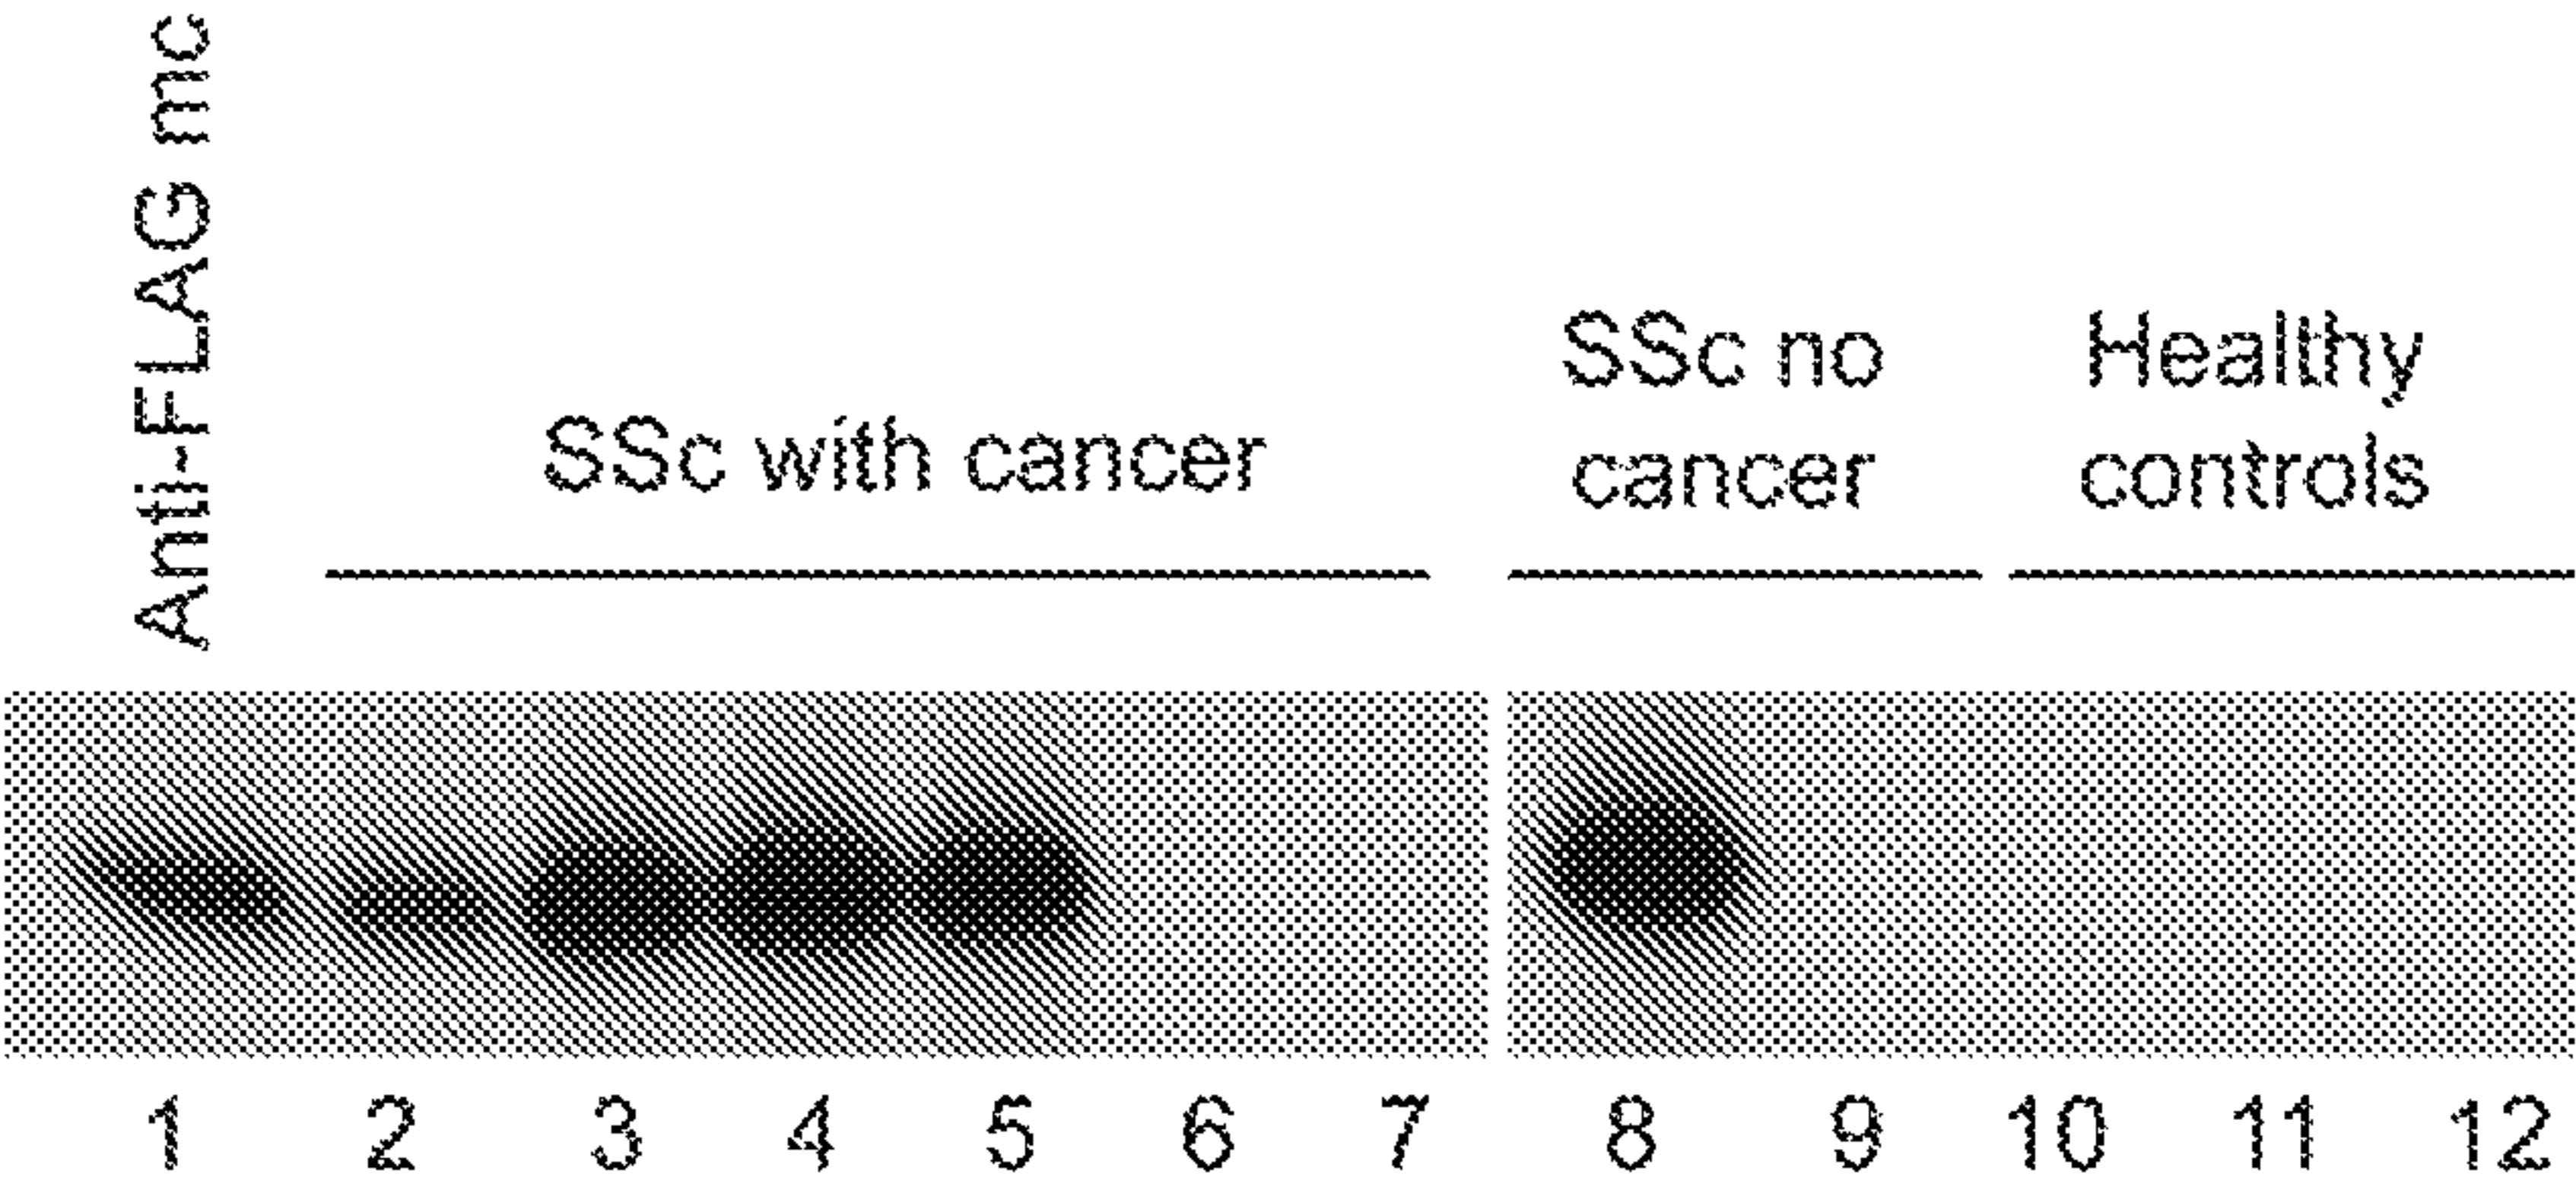 Anti-FLAG mc
SSc with cancer
SSc no
cancer
Healthy
controls
1 2 3 4 5 6 7 8 9 10 11 12